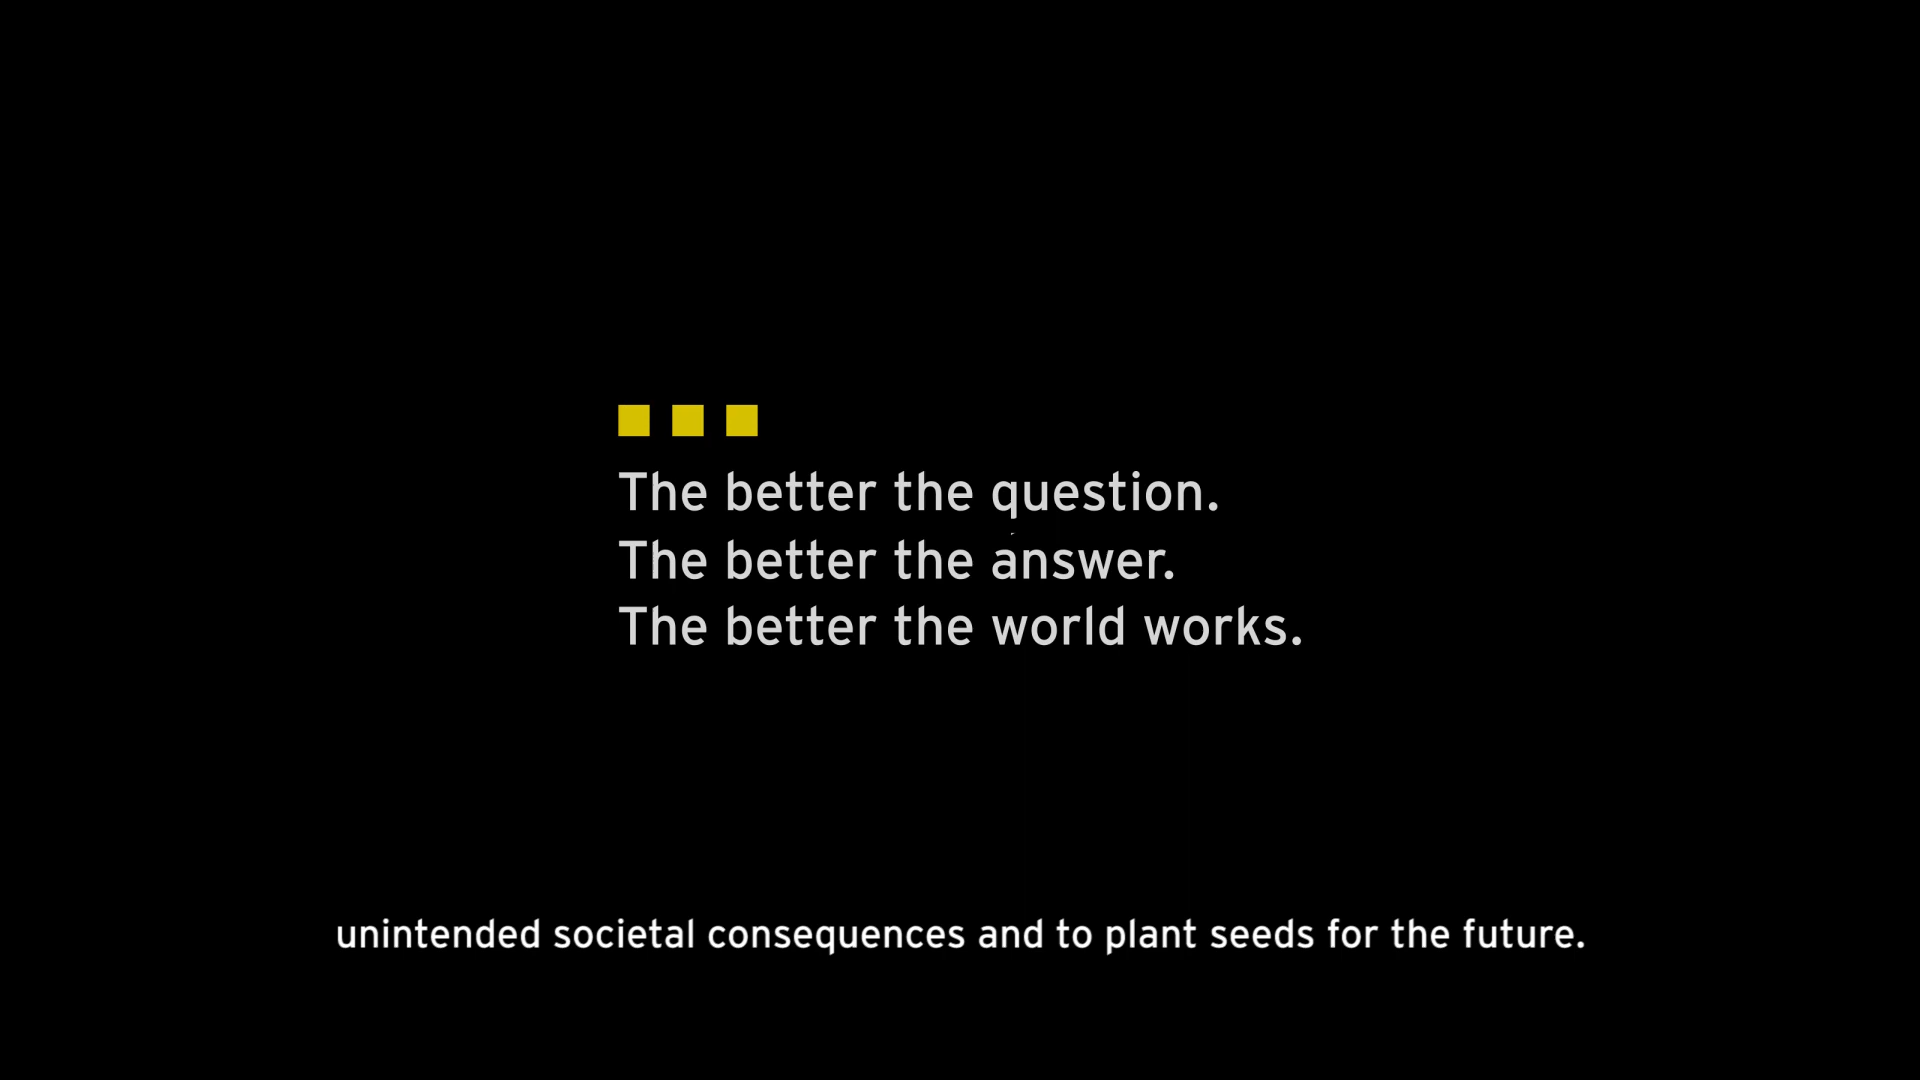 The better the question.
The better the answer.
The better the world works.
unintended societal consequences and to plant seeds for the future.